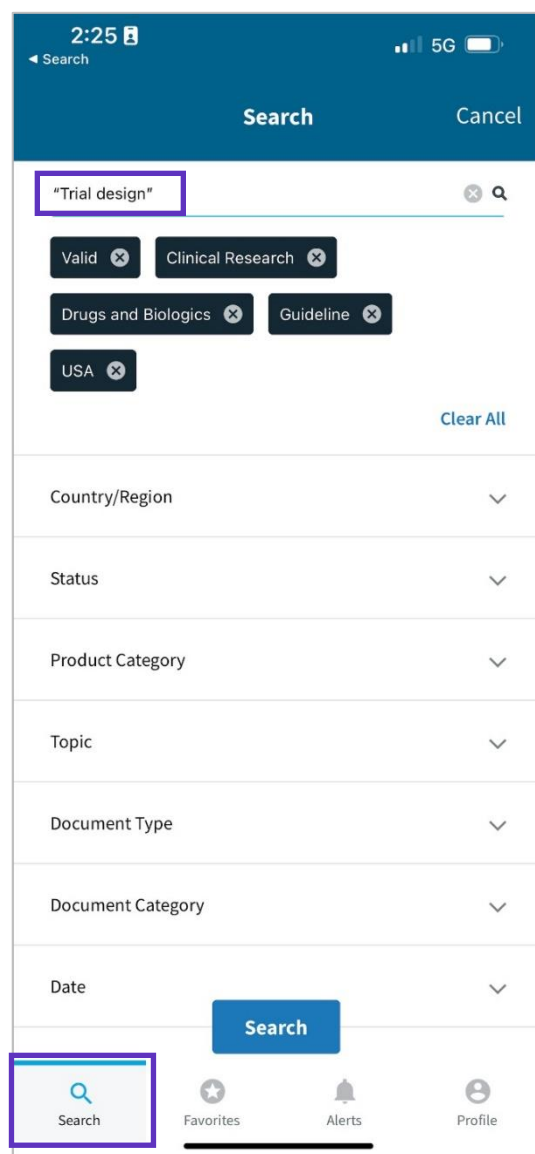 2:25
◀ Search
5G
Search Cancel
“Trial design”
Valid Clinical Research
Drugs and Biologics Guideline
USA
Clear All
Country/Region
Status
Product Category
Topic
Document Type
Document Category
Date
Search
Search Favorites Alerts Profile